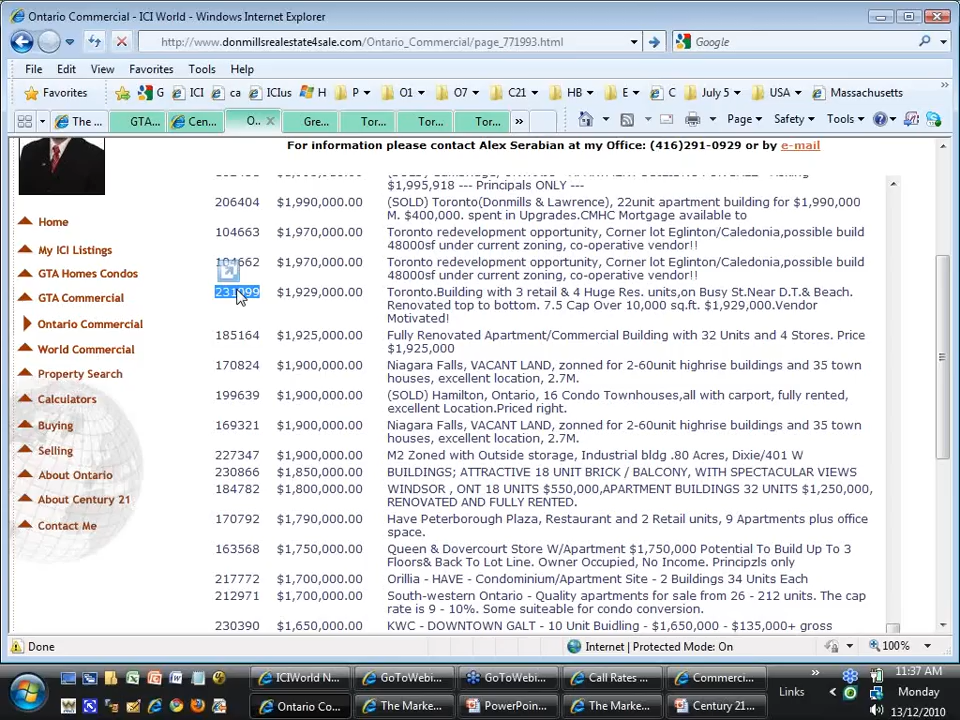 Ontario Commercial - ICI World - Windows Internet Explorer
http://www.donmillsrealestate4sale.com/Ontario_Commercial/page_771993.html
Google
File Edit View Favorites Tools Help
Favorites G ICI ca ICIus H P O1 O7 C21 HB E C July 5 USA Massachusetts
The ... GTA... Cen... O.. x Gre... Tor... Tor... Tor... » Page Safety Tools
For information please contact Alex Serabian at my Office: (416)291-0929 or by e-mail
$1,995,918 --- Principals ONLY ---
206404 $1,990,000.00 (SOLD) Toronto(Donmills & Lawrence), 22unit apartment building for $1,990,000
M. $400,000. spent in Upgrades.CMHC Mortgage available to
104663 $1,970,000.00 Toronto redevelopment opportunity, Corner lot Eglinton/Caledonia,possible build
48000sf under current zoning, co-operative vendor!!
104662 $1,970,000.00 Toronto redevelopment opportunity, Corner lot Eglinton/Caledonia,possible build
48000sf under current zoning, co-operative vendor!!
$1,929,000.00 Toronto.Building with 3 retail & 4 Huge Res. units,on Busy St.Near D.T.& Beach.
Renovated top to bottom. 7.5 Cap Over 10,000 sq.ft. $1,929,000.Vendor
Motivated!
185164 $1,925,000.00 Fully Renovated Apartment/Commercial Building with 32 Units and 4 Stores. Price
$1,925,000
170824 $1,900,000.00 Niagara Falls, VACANT LAND, zonned for 2-60unit highrise buildings and 35 town
houses, excellent location, 2.7M.
199639 $1,900,000.00 (SOLD) Hamilton, Ontario, 16 Condo Townhouses,all with carport, fully rented,
excellent Location.Priced right.
169321 $1,900,000.00 Niagara Falls, VACANT LAND, zonned for 2-60unit highrise buildings and 35 town
houses, excellent location, 2.7M.
227347 $1,900,000.00 M2 Zoned with Outside storage, Industrial bldg .80 Acres, Dixie/401 W
230866 $1,850,000.00 BUILDINGS; ATTRACTIVE 18 UNIT BRICK / BALCONY, WITH SPECTACULAR VIEWS
184782 $1,800,000.00 WINDSOR , ONT 18 UNITS $550,000,APARTMENT BUILDINGS 32 UNITS $1,250,000,
RENOVATED AND FULLY RENTED.
170792 $1,790,000.00 Have Peterborough Plaza, Restaurant and 2 Retail units, 9 Apartments plus office
space.
163568 $1,750,000.00 Queen & Dovercourt Store W/Apartment $1,750,000 Potential To Build Up To 3
Floors& Back To Lot Line. Owner Occupied, No Income. Principzls only
217772 $1,700,000.00 Orillia - HAVE - Condominium/Apartment Site - 2 Buildings 34 Units Each
212971 $1,700,000.00 South-western Ontario - Quality apartments for sale from 26 - 212 units. The cap
rate is 9 - 10%. Some suiteable for condo conversion.
230390 $1,650,000.00 KWC - DOWNTOWN GALT - 10 Unit Buidling - $1,650,000 - $135,000+ gross
Home
My ICI Listings
GTA Homes Condos
GTA Commercial
Ontario Commercial
World Commercial
Property Search
Calculators
Buying
Selling
About Ontario
About Century 21
Contact Me
Done Internet | Protected Mode: On 100%
ICIWorld N... GoToWebi... GoToWebi... Call Rates ... Commerci... » 11:37 AM
Links Monday
Ontario Co... The Marke... PowerPoin... The Marke... Century 21... 13/12/2010